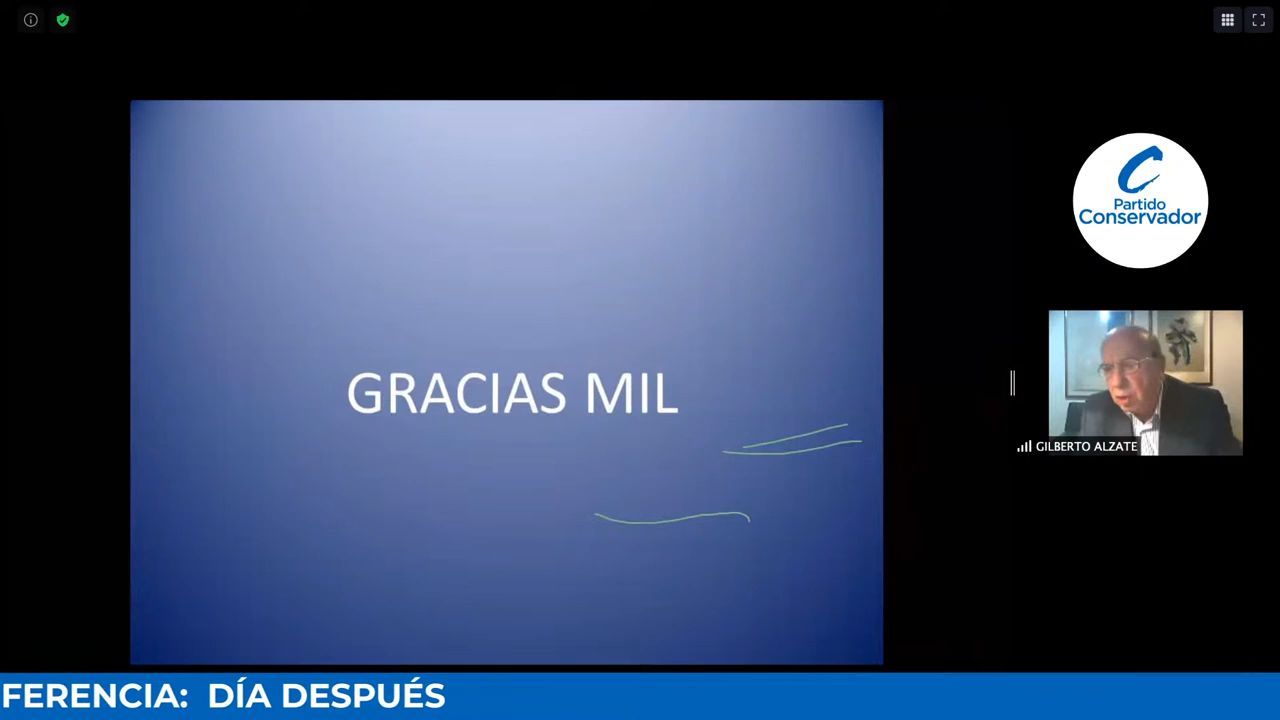 GRACIAS MIL
Partido
Conservador
GILBERTO ALZATE
FERENCIA: DÍA DESPUÉS